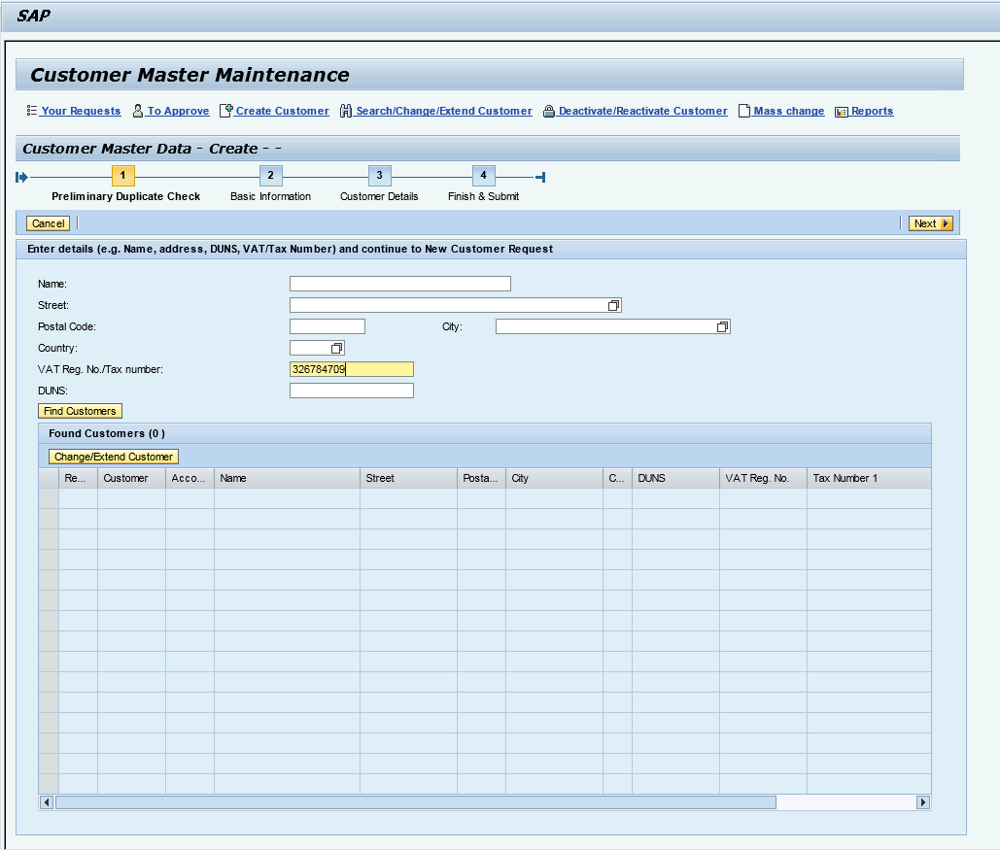 SAP
Customer Master Maintenance
Your Requests To Approve Create Customer Search/Change/Extend Customer Deactivate/Reactivate Customer Mass change Reports
Customer Master Data - Create - -
1 2 3 4
Preliminary Duplicate Check Basic Information Customer Details Finish & Submit
Cancel Next
Enter details (e.g. Name, address, DUNS, VAT/Tax Number) and continue to New Customer Request
Name:
Street:
Postal Code: City:
Country:
VAT Reg. No./Tax number: 326784709
DUNS:
Find Customers
Found Customers (0 )
Change/Extend Customer
Re... Customer Acco... Name Street Posta... City C... DUNS VAT Reg. No. Tax Number 1